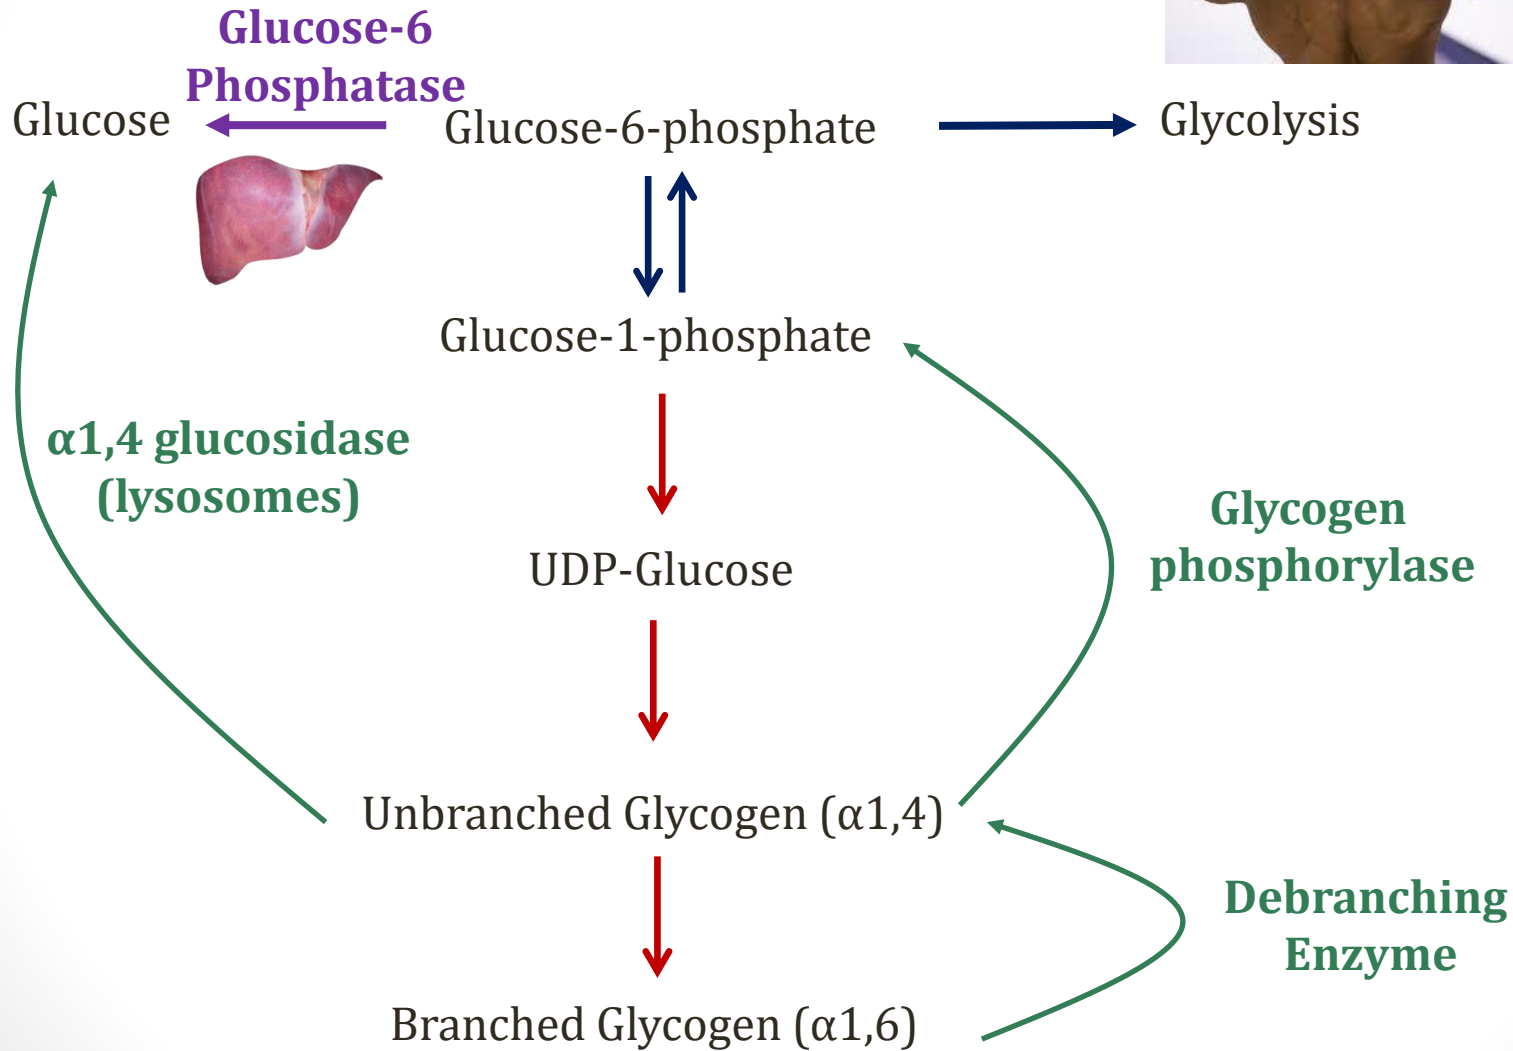 Glucose-6
Phosphatase
Glucose
Glucose-6-phosphate
Glycolysis
Glucose-1-phosphate
α1,4 glucosidase
(lysosomes)
Glycogen
phosphorylase
UDP-Glucose
Unbranched Glycogen (α1,4)
Debranching
Enzyme
Branched Glycogen (α1,6)